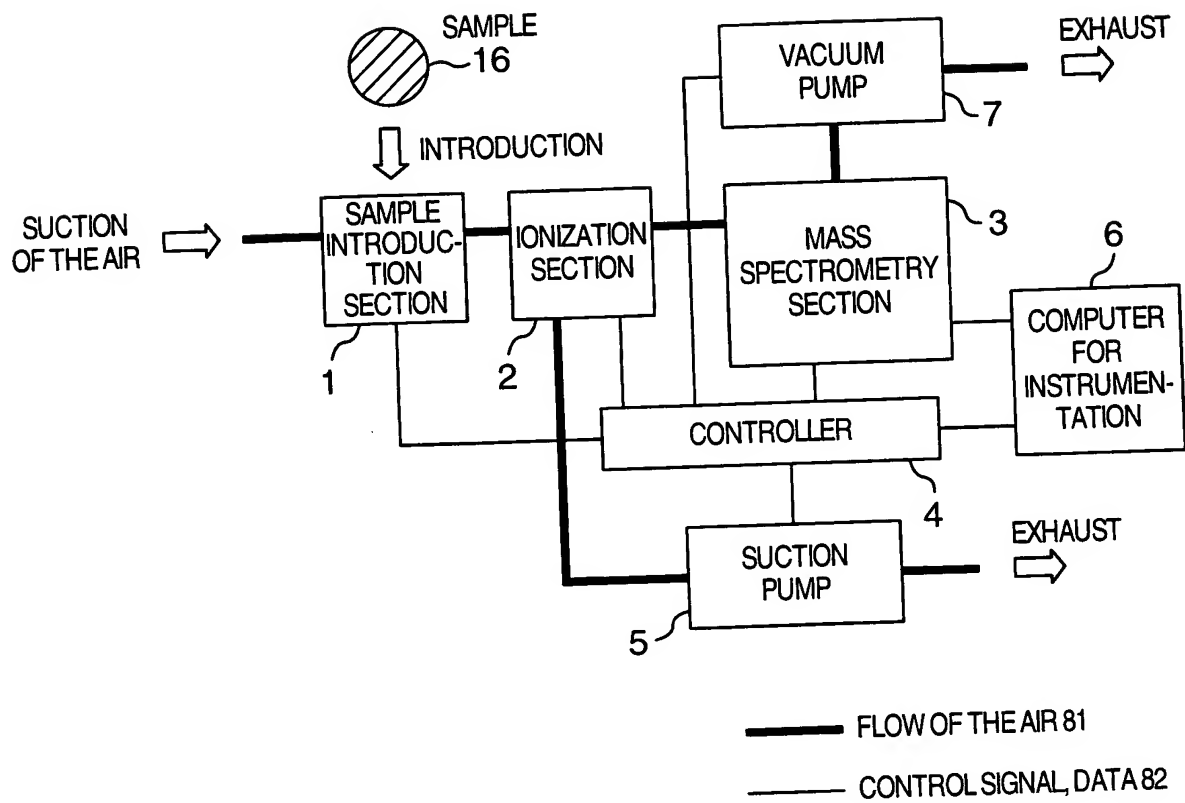 SAMPLE
16
INTRODUCTION
SUCTION
OF THE AIR
SAMPLE
INTRODUC-
TION
SECTION
1
IONIZATION
SECTION
2
VACUUM
PUMP
7
EXHAUST
MASS
SPECTROMETRY
SECTION
3
6
COMPUTER
FOR
INSTRUMEN-
TATION
CONTROLLER
4
SUCTION
PUMP
5
EXHAUST
FLOW OF THE AIR 81
CONTROL SIGNAL, DATA 82